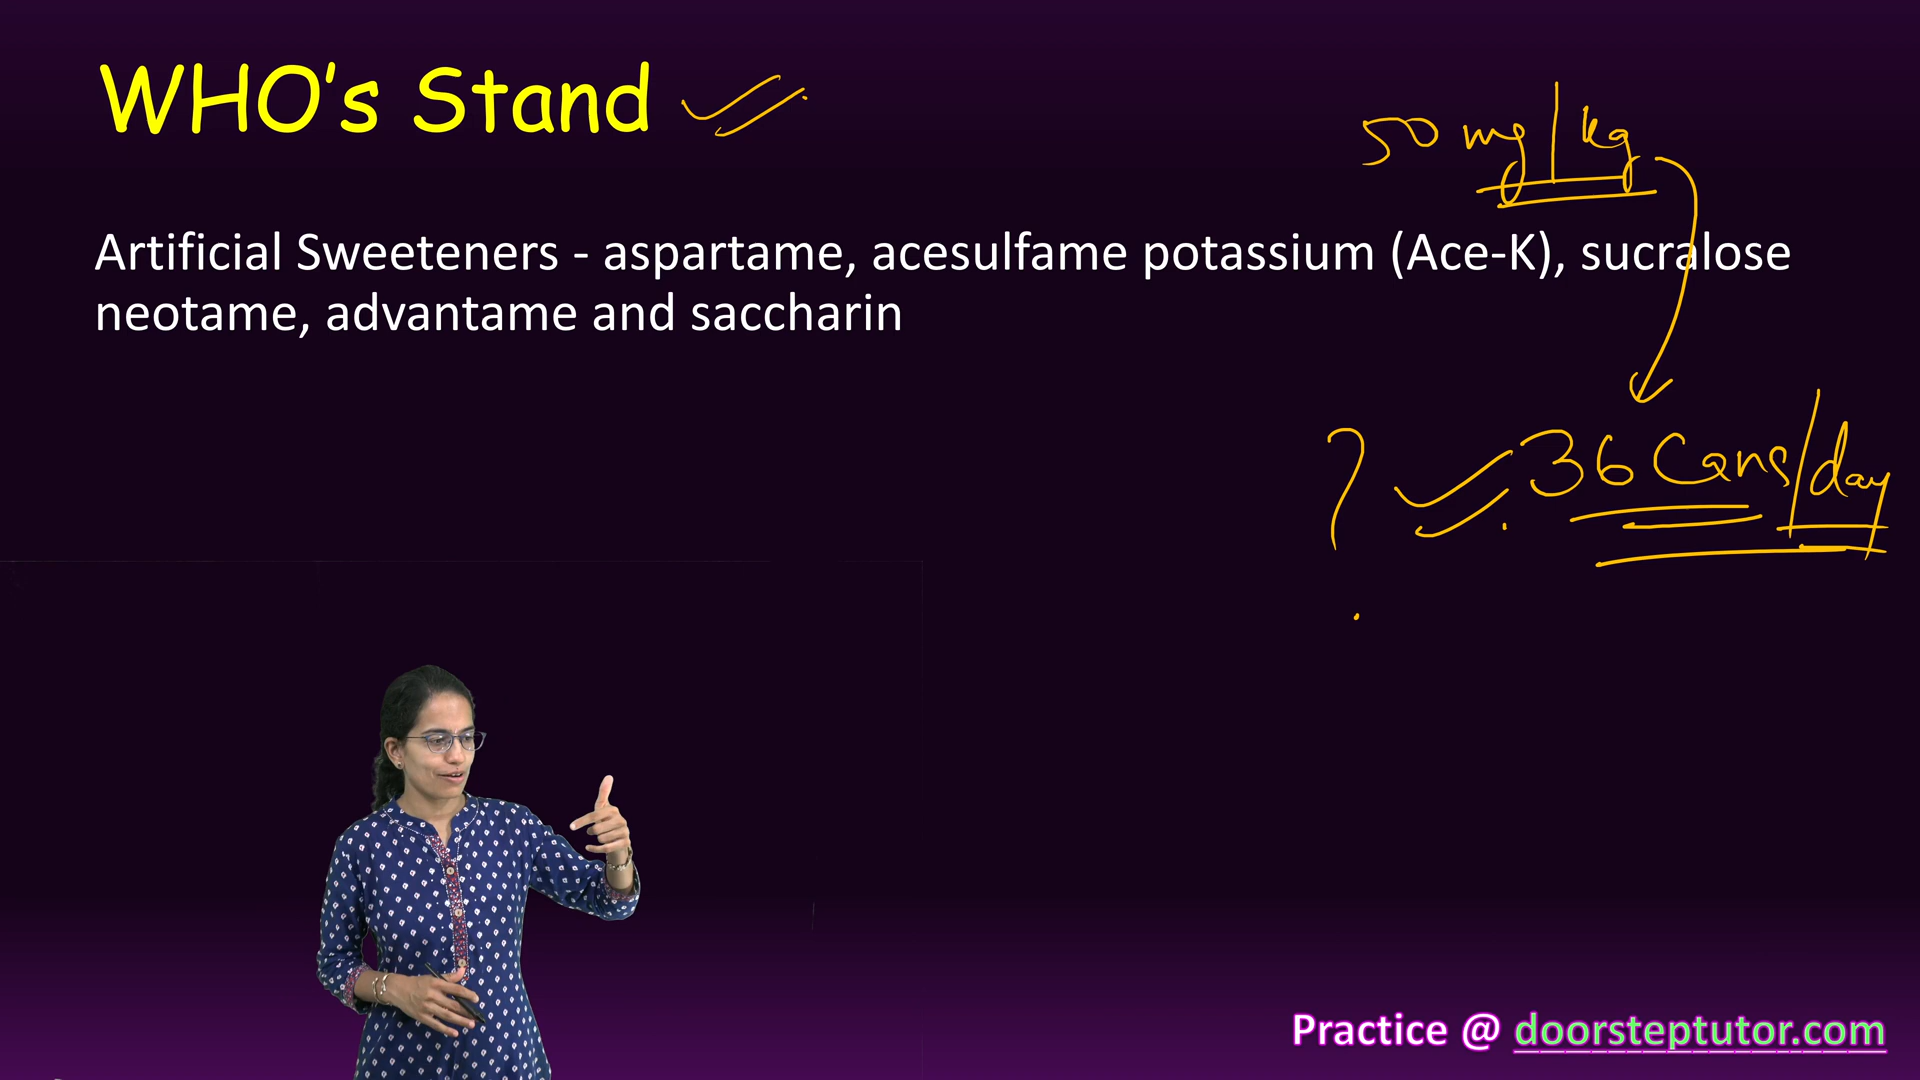 WHO's Stand
50 mg/kg
Artificial Sweeteners - aspartame, acesulfame potassium (Ace-K), sucralose
neotame, advantame and saccharin
? 36 Cans/day
Practice @ doorsteptutor.com